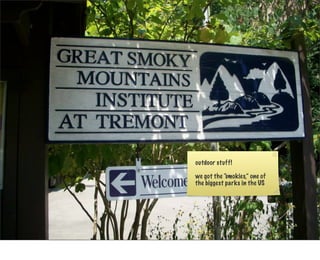 GREAT SMOKY
MOUNTAINS
INSTITUTE
AT TREMONT
Welcome
outdoor stuff!
we got the "smokies," one of
the biggest parks in the US